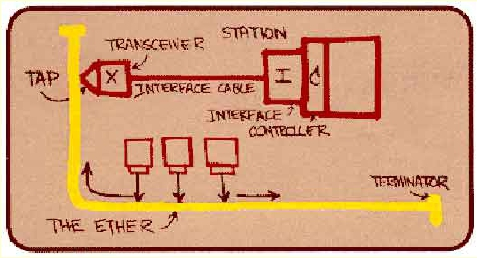 STATION
TRANSCEIVER
TAP
X
I
C
INTERFACE CABLE
INTERFACE
CONTROLLER
TERMINATOR
THE ETHER